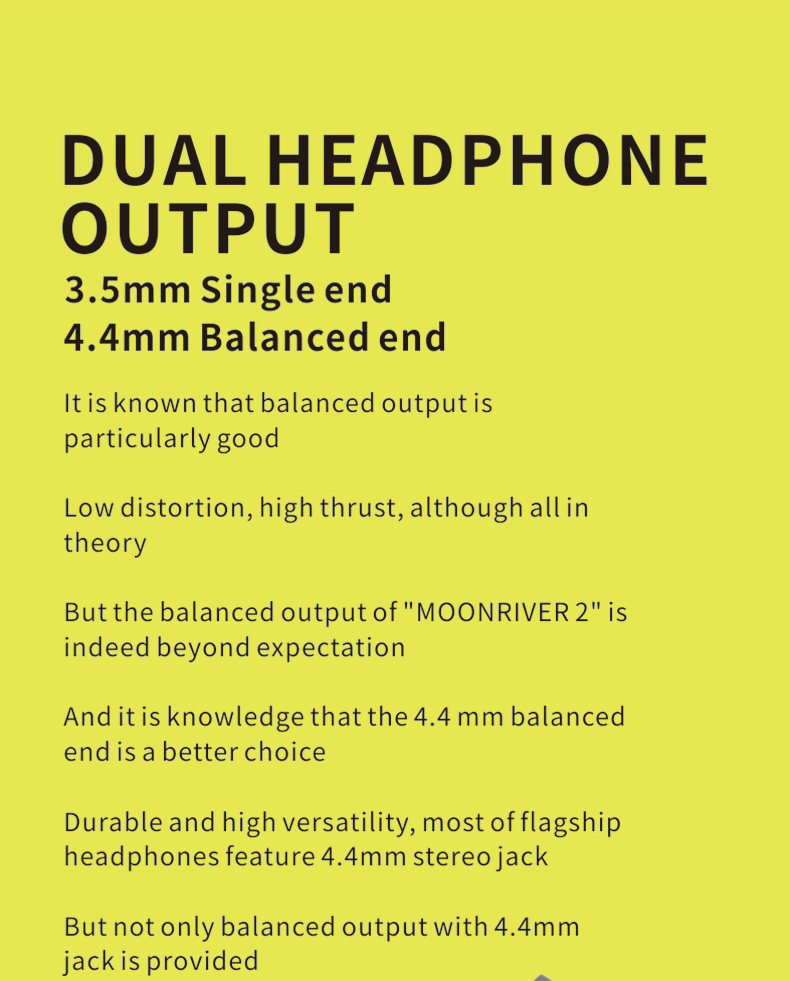 DUAL HEADPHONE
OUTPUT
3.5mm Single end
4.4mm Balanced end
It is known that balanced output is
particularly good
Low distortion, high thrust, although all in
theory
But the balanced output of "MOONRIVER 2" is
indeed beyond expectation
And it is knowledge that the 4.4 mm balanced
end is a better choice
Durable and high versatility, most of flagship
headphones feature 4.4mm stereo jack
But not only balanced output with 4.4mm
jack is provided